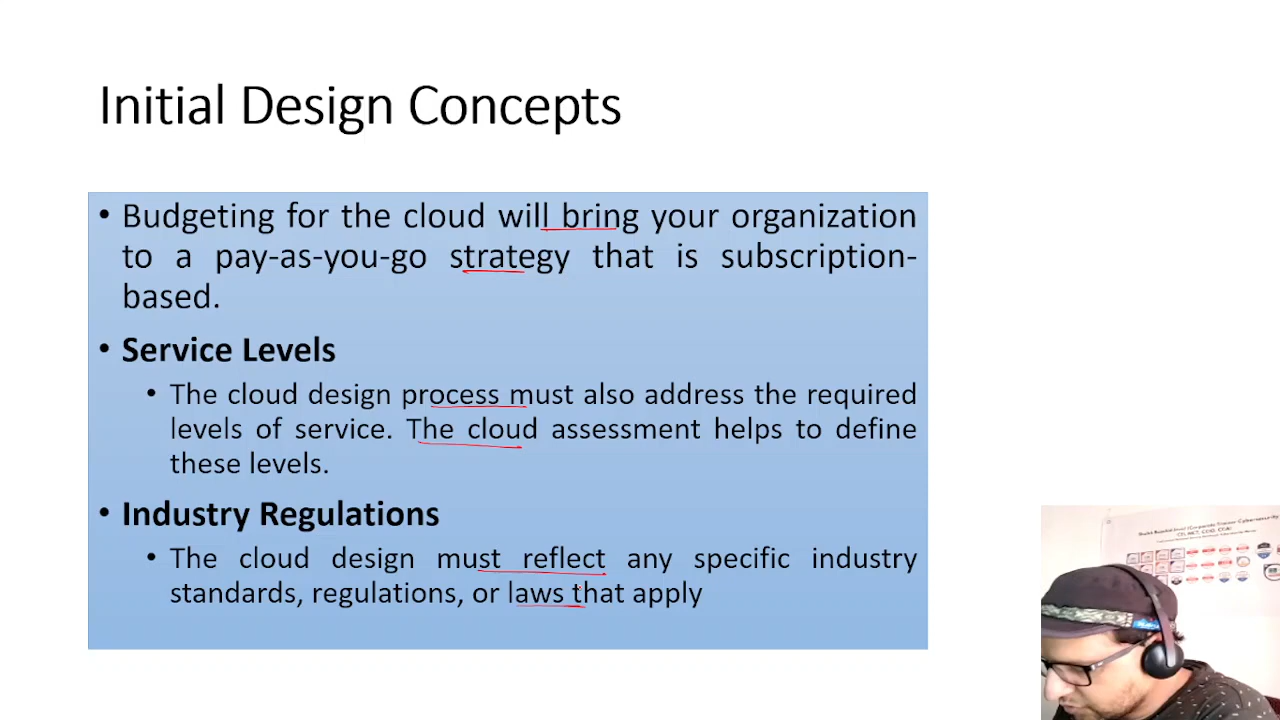 Initial Design Concepts
• Budgeting for the cloud will bring your organization
to a pay-as-you-go strategy that is subscription-
based.
• Service Levels
• The cloud design process must also address the required
levels of service. The cloud assessment helps to define
these levels.
• Industry Regulations
• The cloud design must reflect any specific industry
standards, regulations, or laws that apply